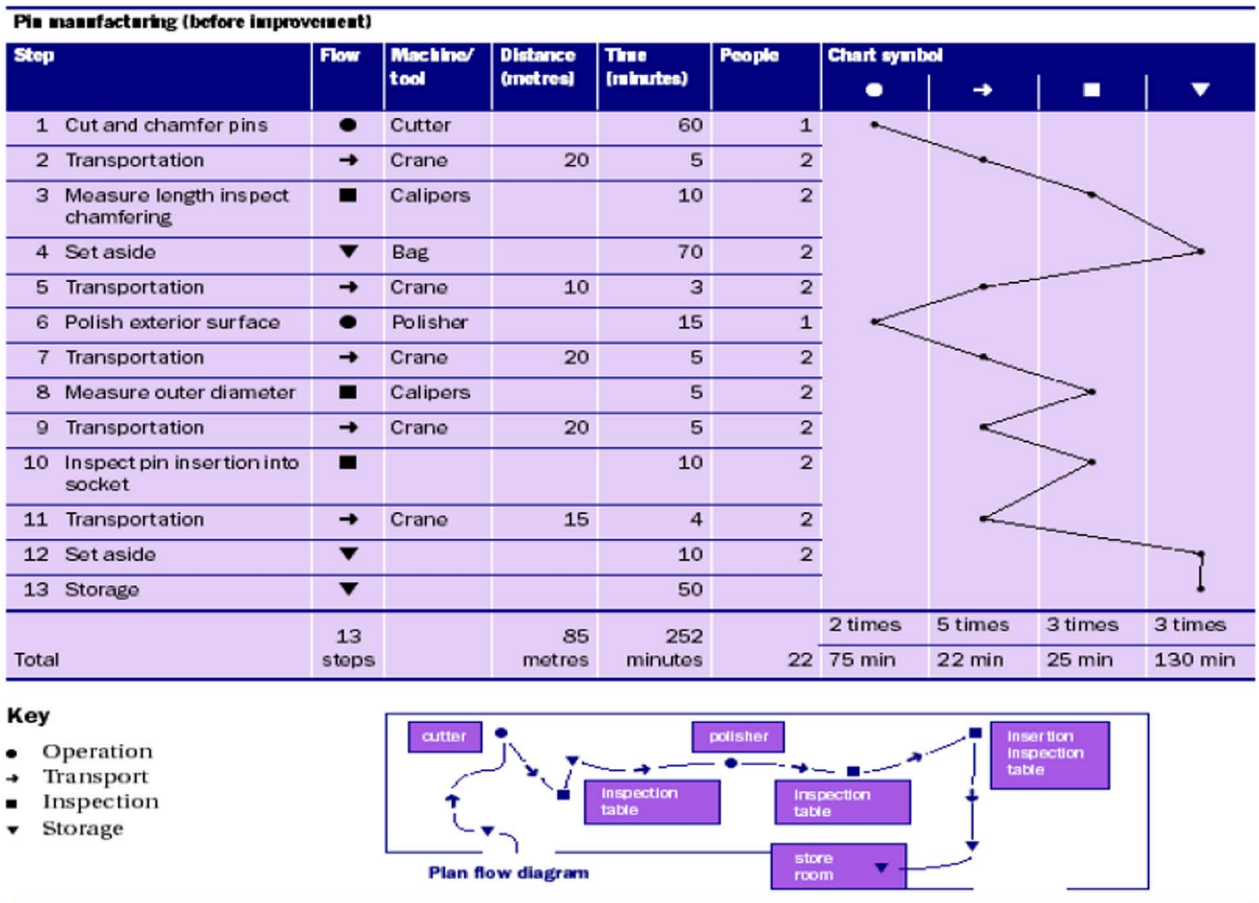 Pin manufacturing (before improvement)
Step Flow Machine/ Distance Time People Chart symbol
tool (metres) (minutes)
1 Cut and chamfer pins Cutter 60 1
2 Transportation Crane 20 5 2
3 Measure length inspect Calipers 10 2
chamfering
4 Set aside Bag 70 2
5 Transportation Crane 10 3 2
6 Polish exterior surface Polisher 15 1
7 Transportation Crane 20 5 2
8 Measure outer diameter Calipers 5 2
9 Transportation Crane 20 5 2
10 Inspect pin insertion into 10 2
socket
11 Transportation Crane 15 4 2
12 Set aside 10 2
13 Storage 50
2 times 5 times 3 times 3 times
13 85 252
Total steps metres minutes 22 75 min 22 min 25 min 130 min
Key
Operation
Transport
Inspection
Storage
cutter
polisher
Insertion
inspection
table
Inspection
table
Inspection
table
store
room
Plan flow diagram